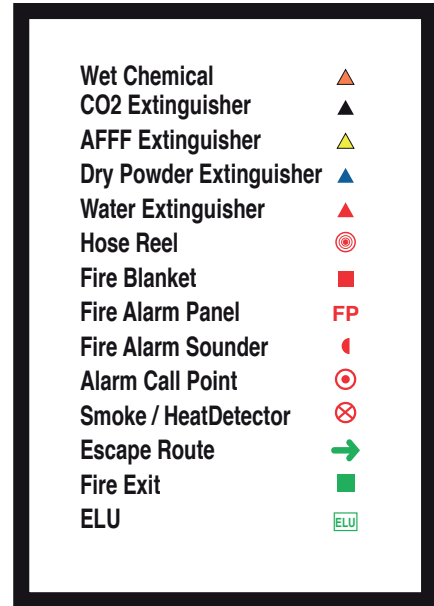 Wet Chemical
CO2 Extinguisher
AFFF Extinguisher
Dry Powder Extinguisher
Water Extinguisher
Hose Reel
Fire Blanket
Fire Alarm Panel FP
Fire Alarm Sounder
Alarm Call Point
Smoke / HeatDetector
Escape Route
Fire Exit
ELU ELU